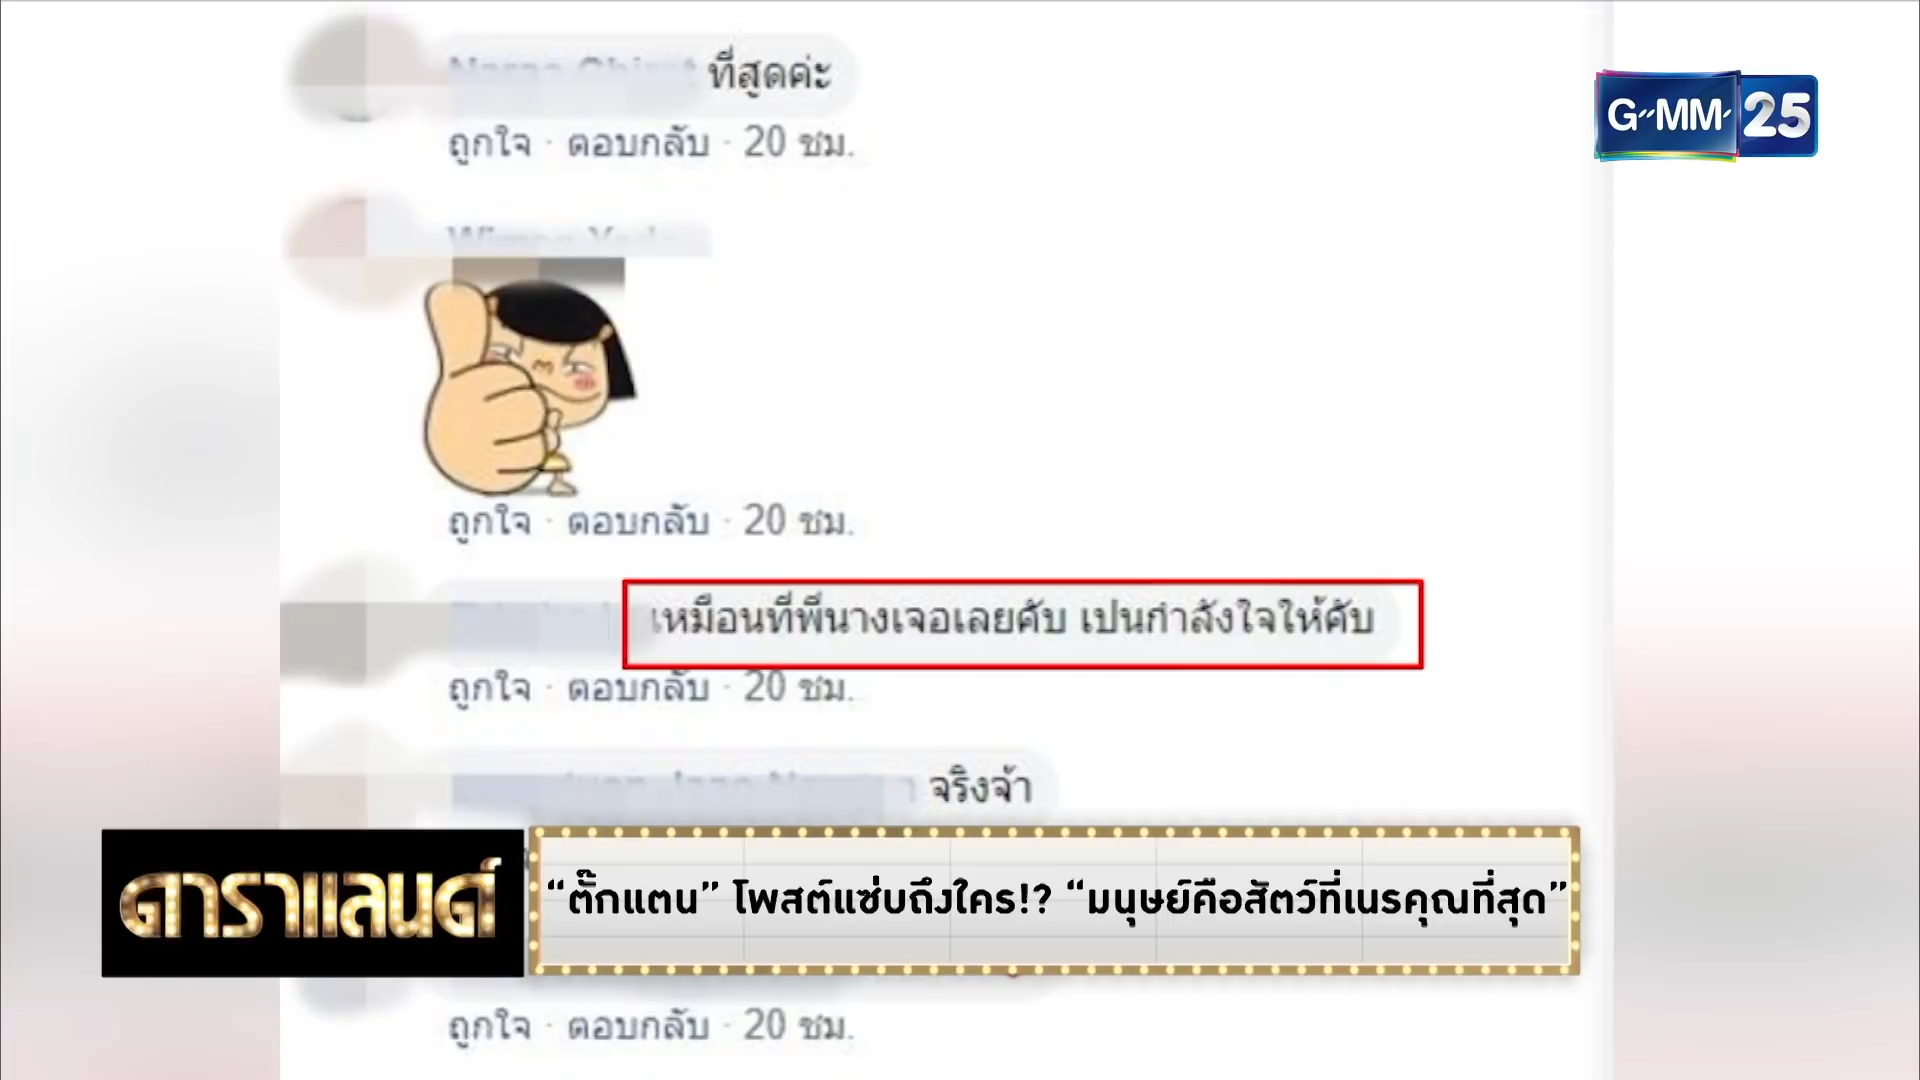 ที่สุดค่ะ
G"MM' 25
ถูกใจ · ตอบกลับ · 20 ชม.
ถูกใจ · ตอบกลับ · 20 ชม.
เหมือนที่พี่นางเจอเลยคับ เปนกำลังใจให้คับ
ถูกใจ · ตอบกลับ · 20 ชม.
จริงจ้า
ดาราแลนด์
“ตั๊กแตน” โพสต์แซ่บถึงใคร!? “มนุษย์คือสัตว์ที่เนรคุณที่สุด”
ถูกใจ · ตอบกลับ · 20 ชม.